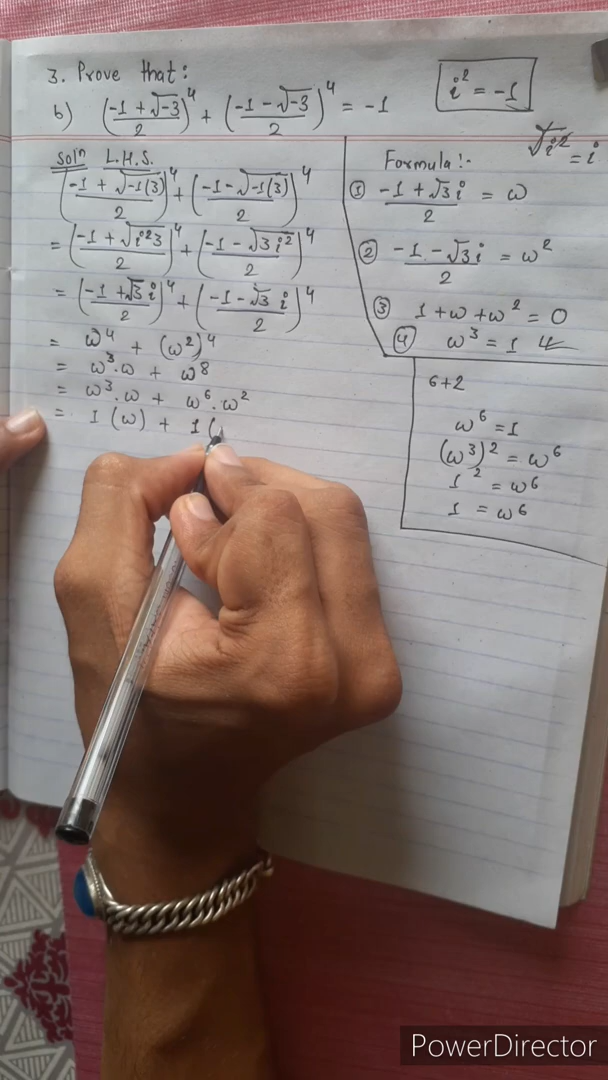 3. Prove that:
b) ((-1 + √-3)/2)^4 + ((-1 - √-3)/2)^4 = -1
i² = -1
√i² = i
Solⁿ L.H.S.
((-1 + √-1(3))/2)^4 + ((-1 - √-1(3))/2)^4
= ((-1 + √i²3)/2)^4 + ((-1 - √3i²)/2)^4
= ((-1 + √3 i)/2)^4 + ((-1 - √3 i)/2)^4
= ω^4 + (ω²)^4
= ω³.ω + ω^8
= ω³.ω + ω^6.ω²
= 1 (ω) + 1 (
Formula :-
① (-1 + √3 i)/2 = ω
② (-1 - √3 i)/2 = ω²
③ 1 + ω + ω² = 0
④ ω³ = 1
6+2
ω^6 = 1
(ω³)² = ω^6
1² = ω^6
1 = ω^6
PowerDirector